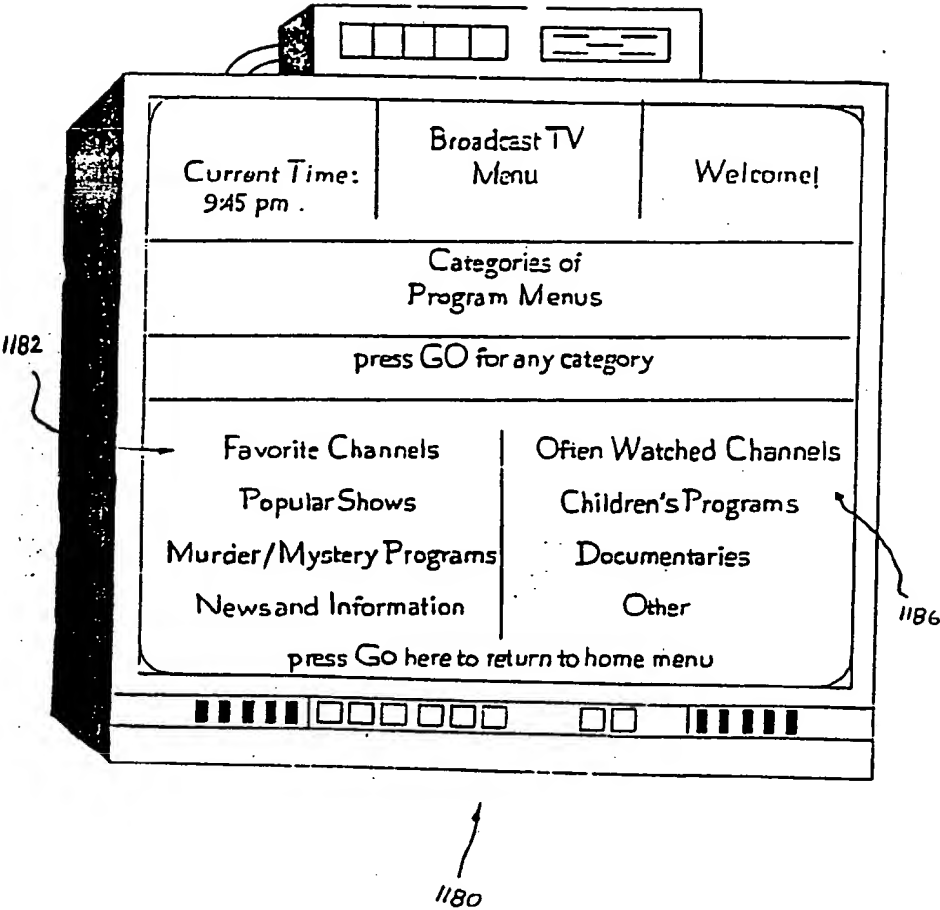 Broadcast TV
Menu
Current Time:
9:45 pm .
Welcome!
Categories of
Program Menus
press GO for any category
1182
Favorite Channels
Often Watched Channels
Popular Shows
Children's Programs
Murder/Mystery Programs
Documentaries
News and Information
Other
1186
press Go here to return to home menu
1180